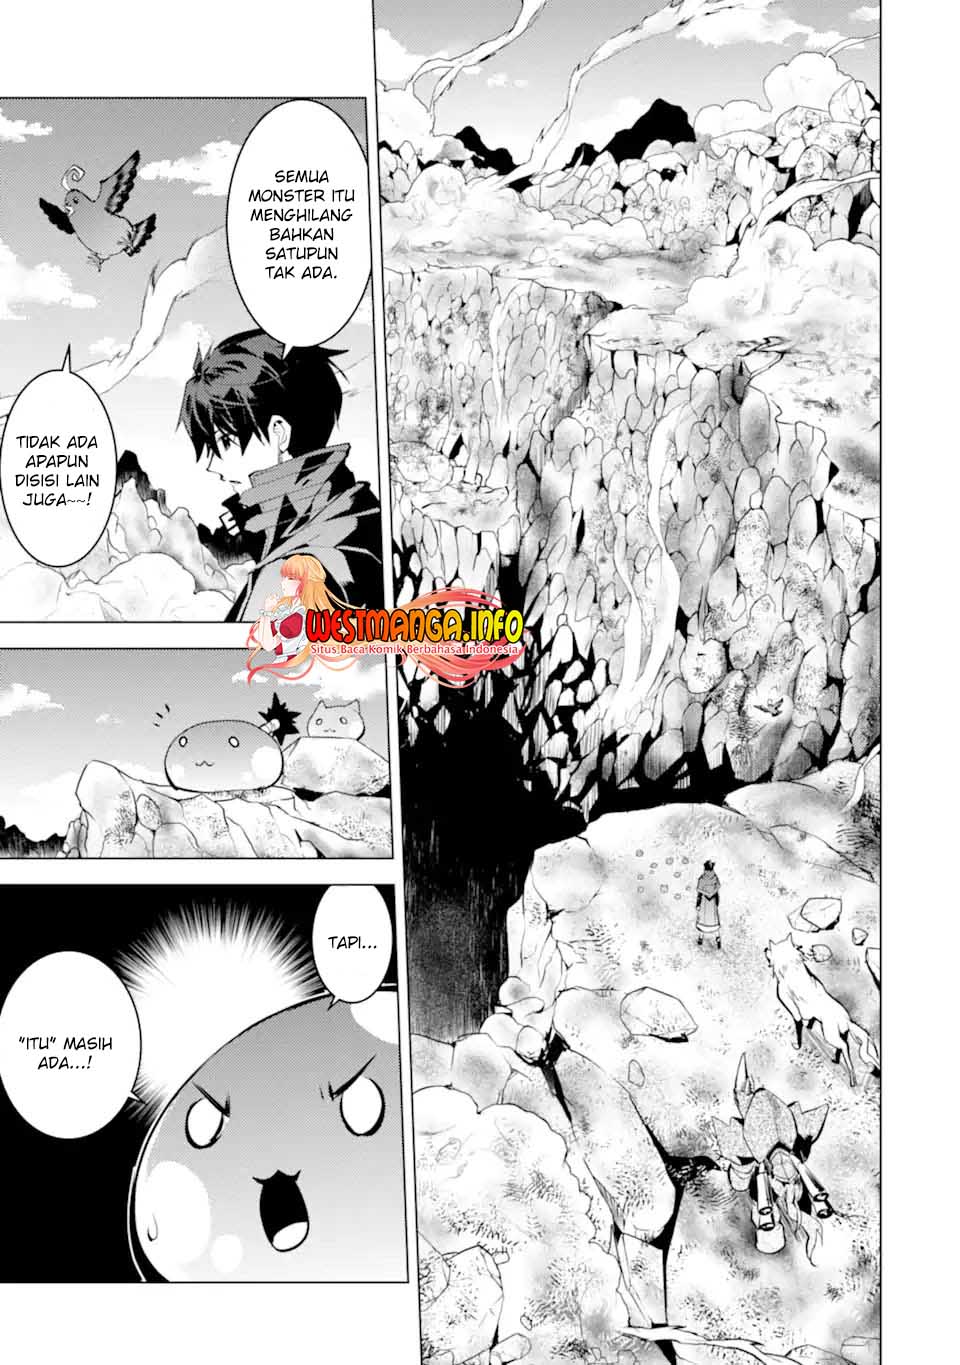 SEMUA
MONSTER ITU
MENGHILANG
BAHKAN
SATUPUN
TAK ADA.
TIDAK ADA
APAPUN
DISISI LAIN
JUGA~~!
WESTMANGA.INFO
Situs Baca Komik Berbahasa Indonesia
TAPI...
"ITU" MASIH
ADA...!